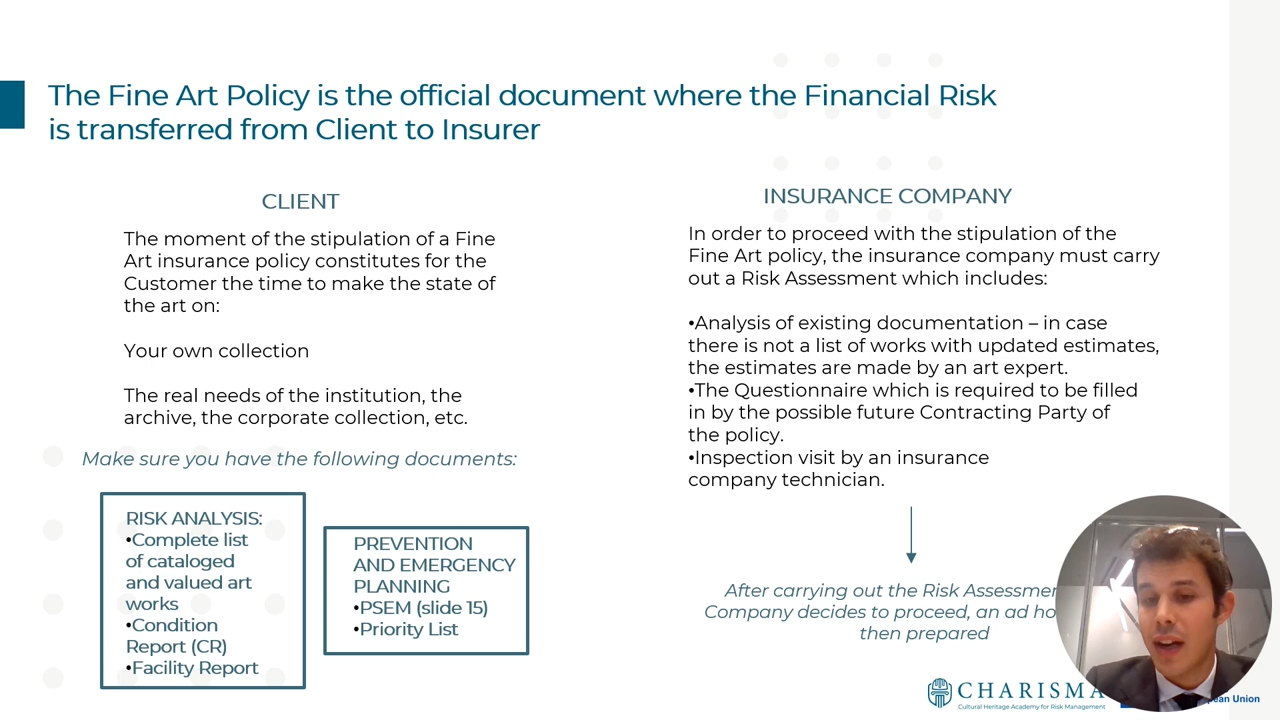 The Fine Art Policy is the official document where the Financial Risk
is transferred from Client to Insurer
CLIENT
The moment of the stipulation of a Fine
Art insurance policy constitutes for the
Customer the time to make the state of
the art on:
Your own collection
The real needs of the institution, the
archive, the corporate collection, etc.
Make sure you have the following documents:
RISK ANALYSIS:
•Complete list
of cataloged
and valued art
works
•Condition
Report (CR)
•Facility Report
PREVENTION
AND EMERGENCY
PLANNING
•PSEM (slide 15)
•Priority List
INSURANCE COMPANY
In order to proceed with the stipulation of the
Fine Art policy, the insurance company must carry
out a Risk Assessment which includes:
•Analysis of existing documentation – in case
there is not a list of works with updated estimates,
the estimates are made by an art expert.
•The Questionnaire which is required to be filled
in by the possible future Contracting Party of
the policy.
•Inspection visit by an insurance
company technician.
After carrying out the Risk
Company decides to proceed, an ad
then prepared
CHARISMA
Cultural Heritage Academy for Risk Management
Union